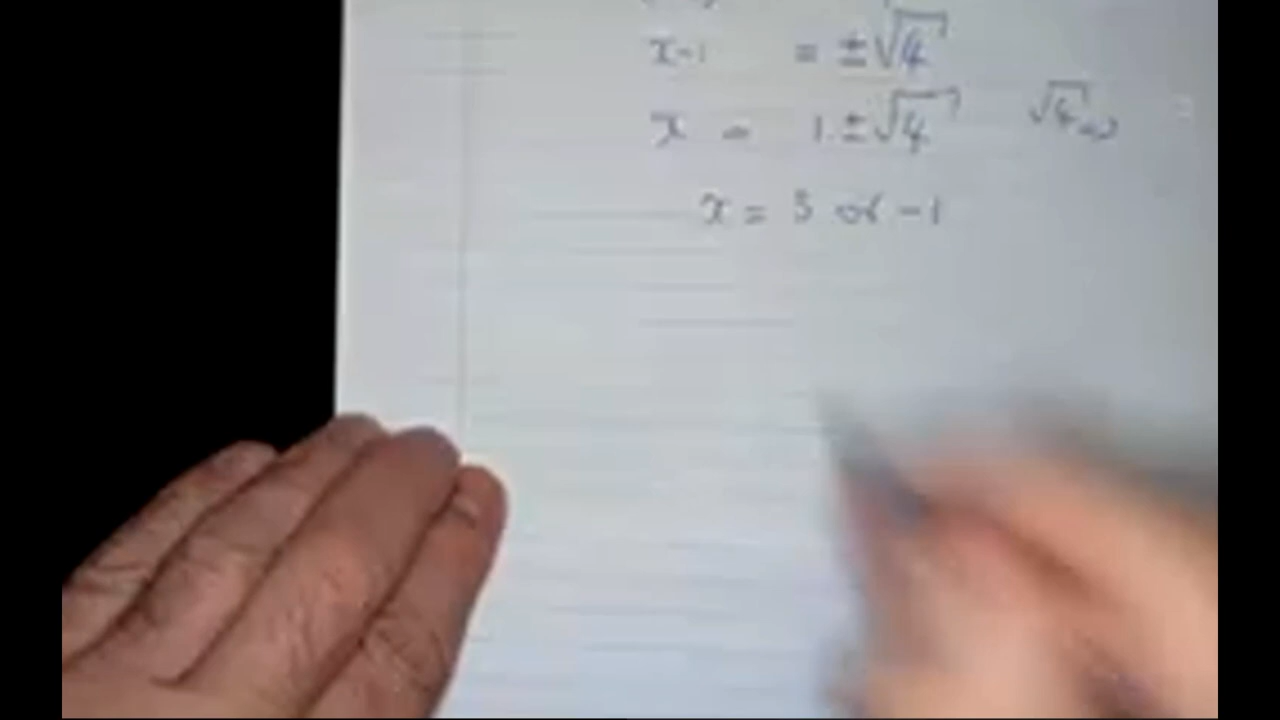 x-1 = ±√4
x = 1 ± √4 √4
x = 3 or -1